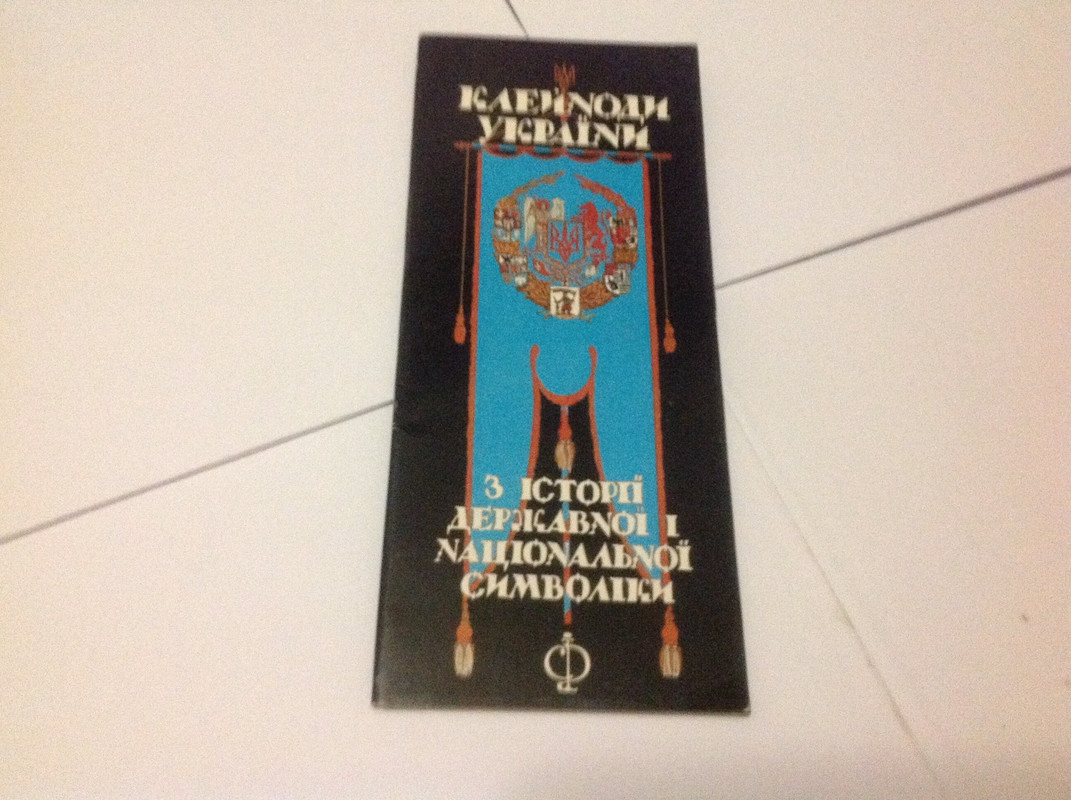 КЛЕЙНОДИ
УКРАЇНИ
З ІСТОРІЇ
ДЕРЖАВНОЇ І
НАЦІОНАЛЬНОЇ
СИМВОЛІКИ